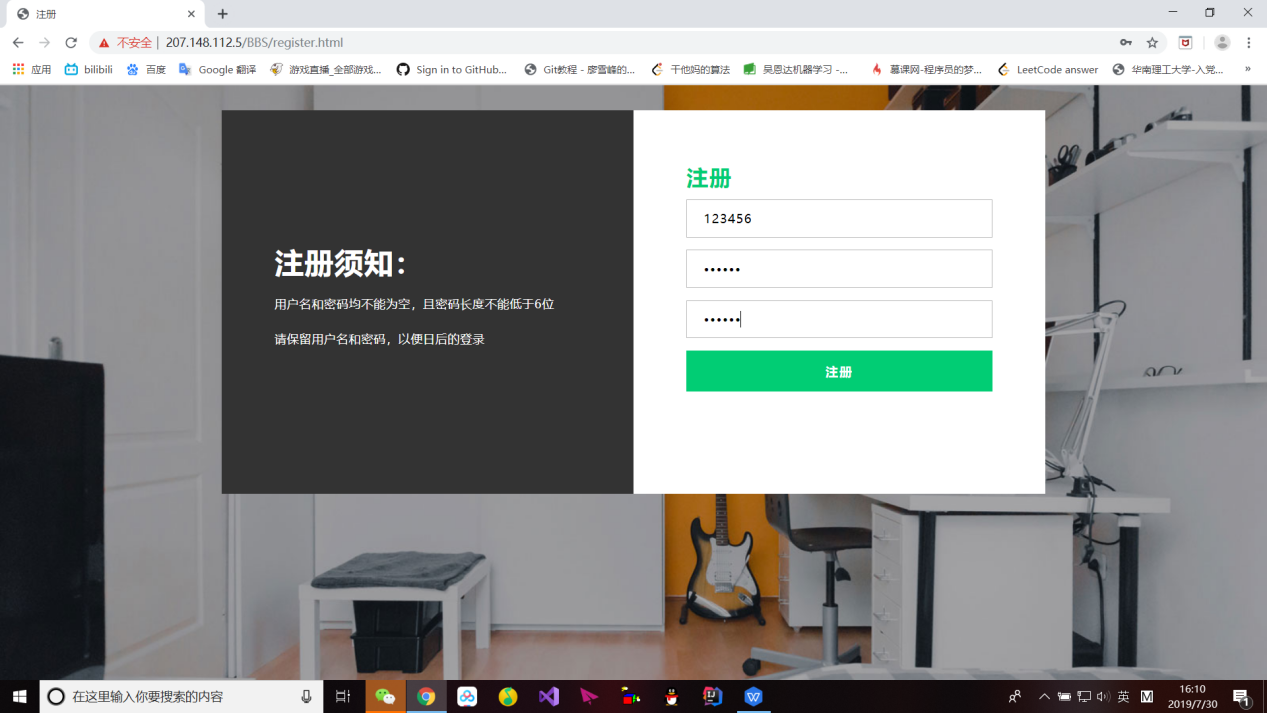 注册
不安全 | 207.148.112.5/BBS/register.html
应用 bilibili 百度 Google 翻译 游戏直播_全部游戏... Sign in to GitHub... Git教程 - 廖雪峰的... 干他妈的算法 吴恩达机器学习 -... 慕课网-程序员的梦... LeetCode answer 华南理工大学-入党... »
注册须知：
用户名和密码均不能为空，且密码长度不能低于6位
请保留用户名和密码，以便日后的登录
注册
123456
••••••
••••••
注册
在这里输入你要搜索的内容
英
16:10
2019/7/30
1